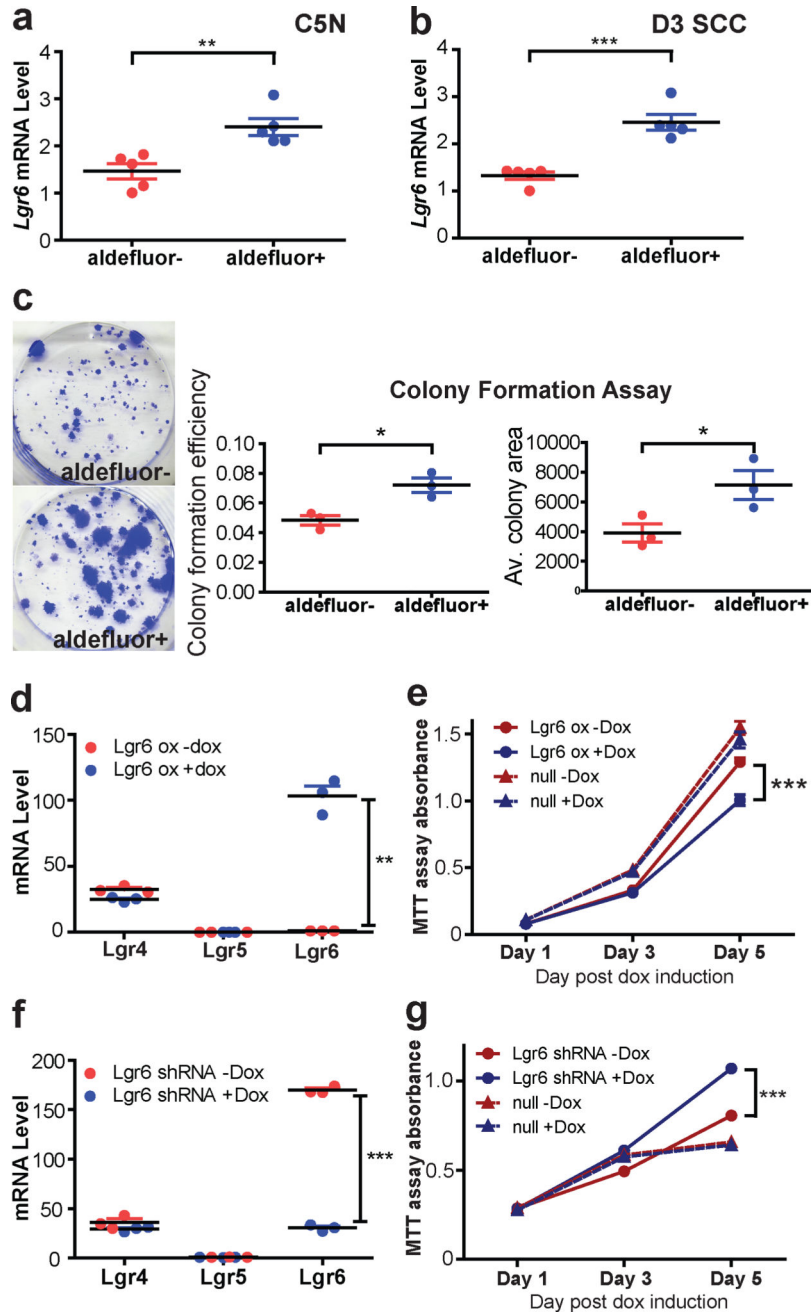 a
C5N
**
Lgr6 mRNA Level
4
3
2
1
0
aldefluor-
aldefluor+
b
D3 SCC
***
Lgr6 mRNA Level
4
3
2
1
0
aldefluor-
aldefluor+
c
aldefluor-
aldefluor+
Colony Formation Assay
Colony formation efficiency
0.10
0.08
0.06
0.04
0.02
0.00
*
aldefluor-
aldefluor+
Av. colony area
10000
8000
6000
4000
2000
0
*
aldefluor-
aldefluor+
d
mRNA Level
150
100
50
0
Lgr6 ox -dox
Lgr6 ox +dox
**
Lgr4
Lgr5
Lgr6
e
MTT assay absorbance
1.5
1.0
0.5
0
Lgr6 ox -Dox
Lgr6 ox +Dox
null -Dox
null +Dox
***
Day 1
Day 3
Day 5
Day post dox induction
f
mRNA Level
200
150
100
50
0
Lgr6 shRNA -Dox
Lgr6 shRNA +Dox
***
Lgr4
Lgr5
Lgr6
g
MTT assay absorbance
1.0
0.5
0
Lgr6 shRNA -Dox
Lgr6 shRNA +Dox
null -Dox
null +Dox
***
Day 1
Day 3
Day 5
Day post dox induction